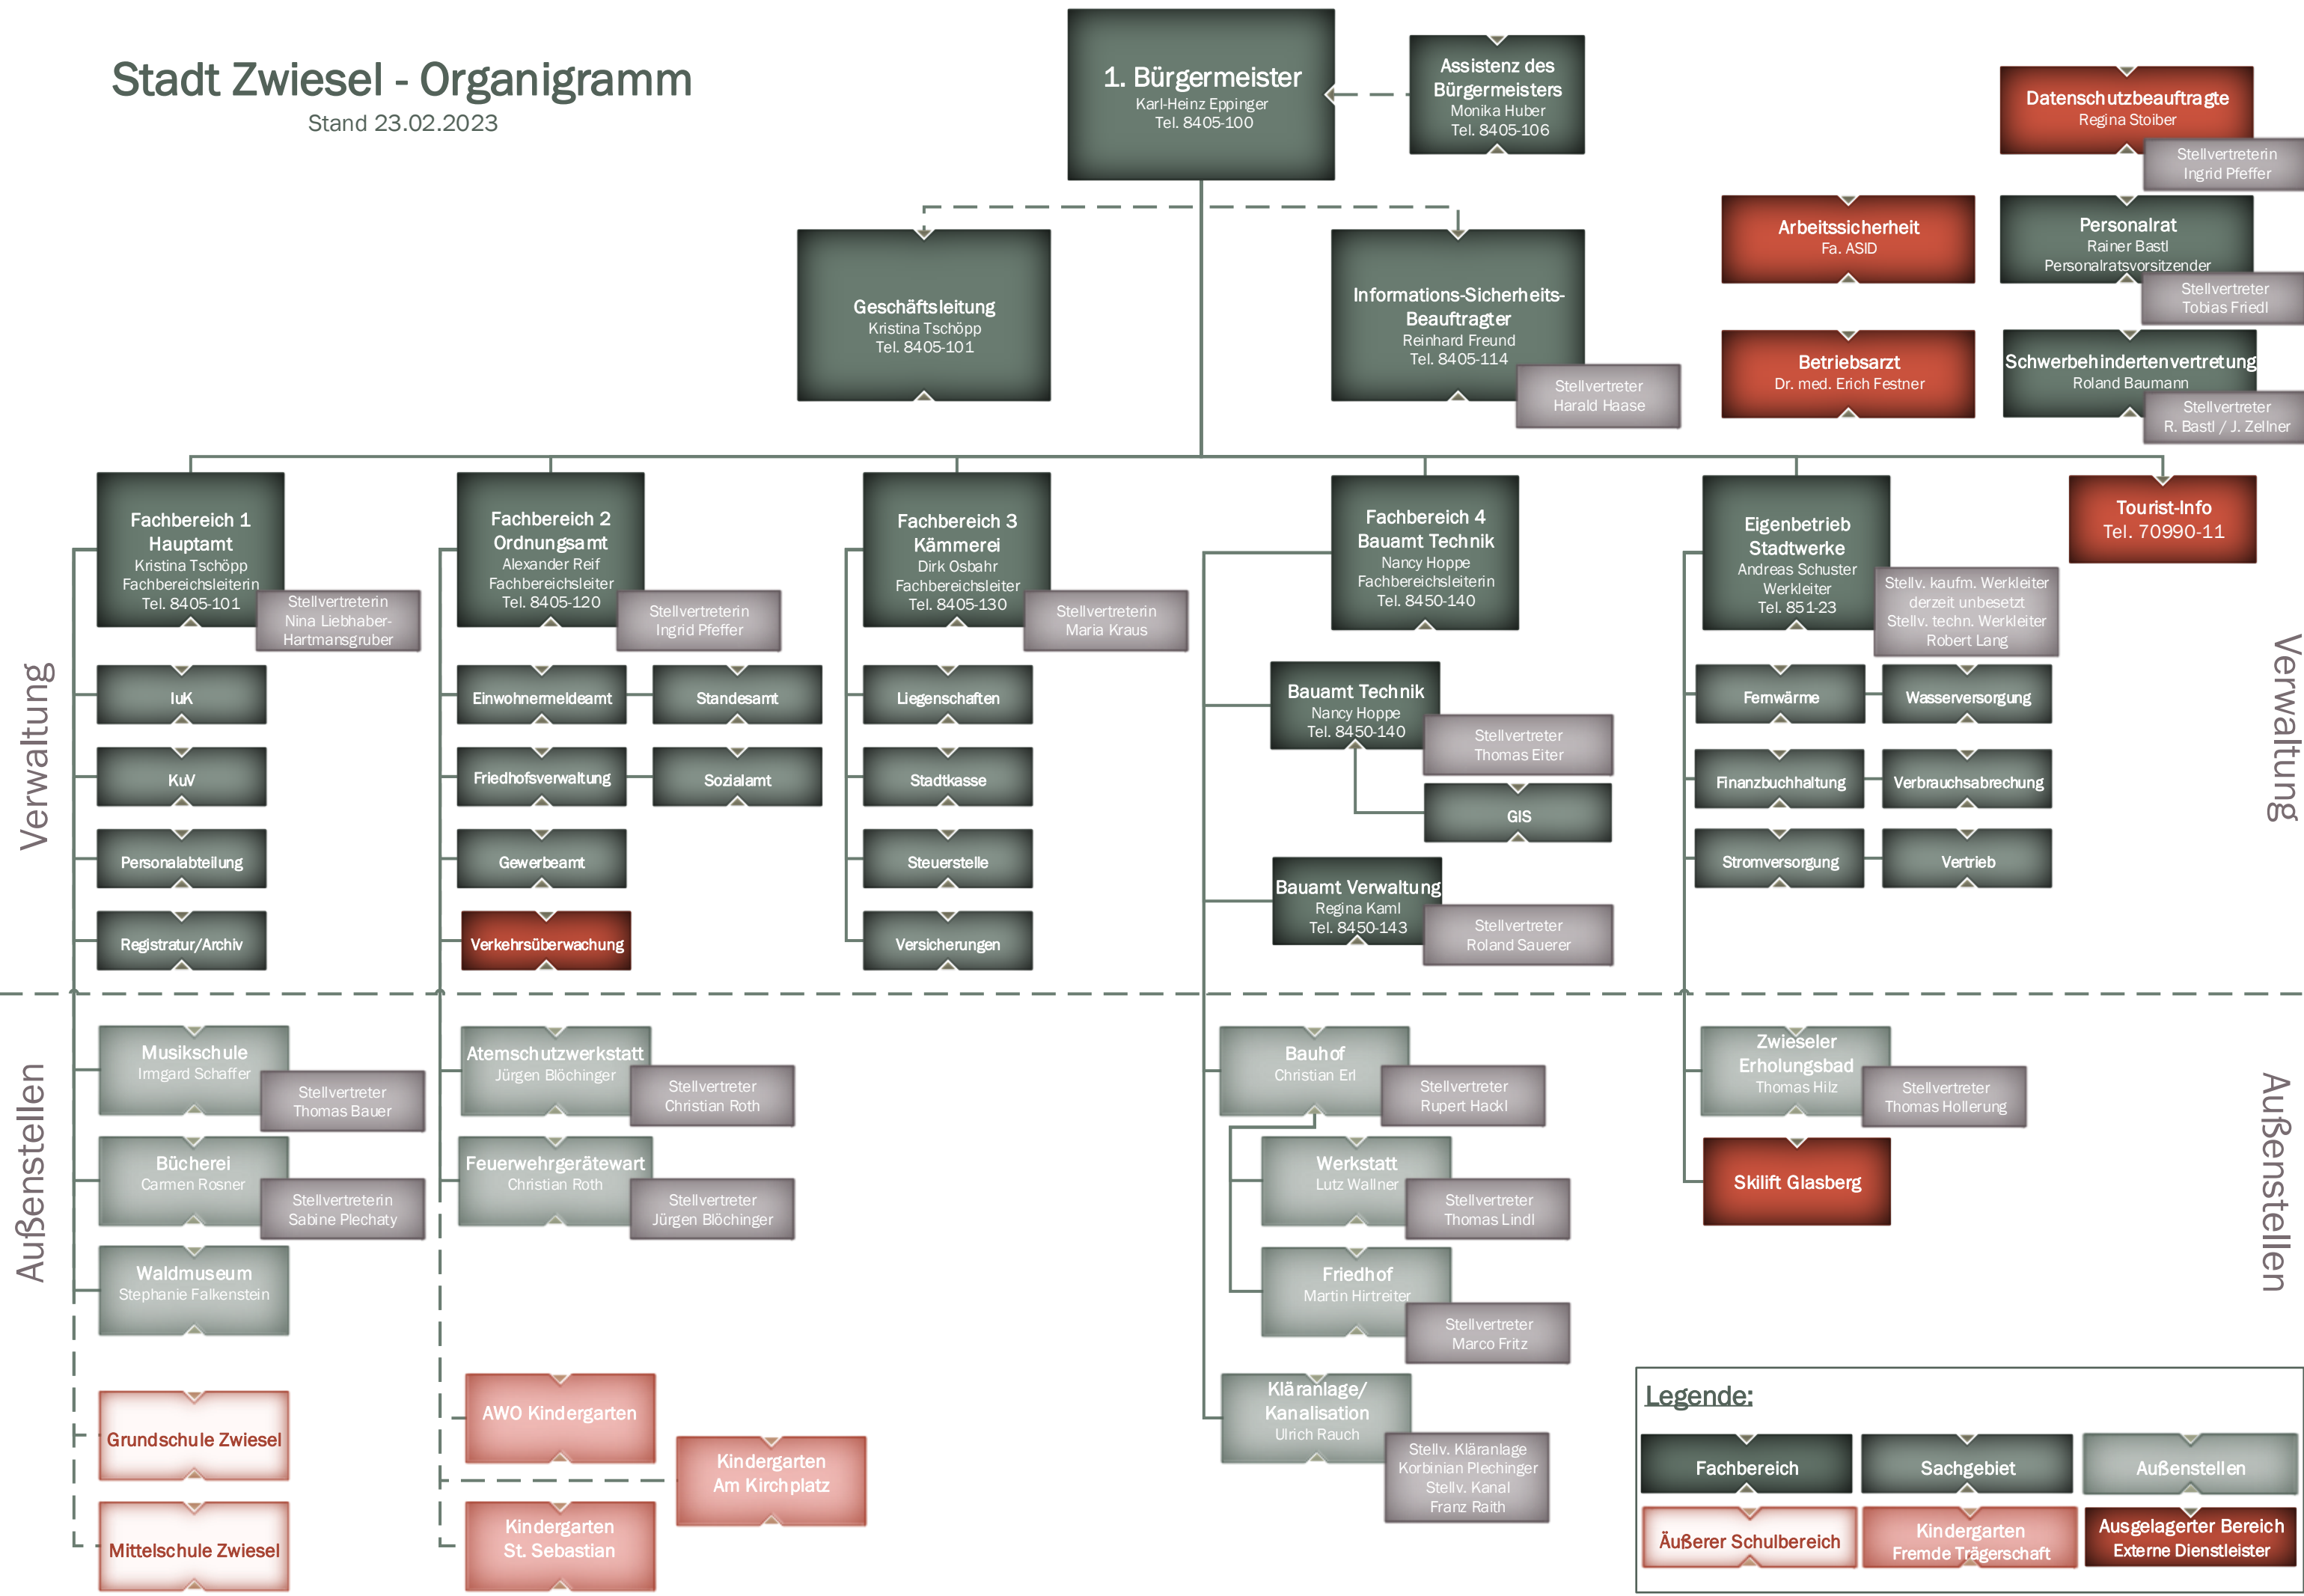 Stadt Zwiesel - Organigramm
Stand 23.02.2023
1. Bürgermeister
Karl-Heinz Eppinger
Tel. 8405-100
Assistenz des
Bürgermeisters
Monika Huber
Tel. 8405-106
Datenschutzbeauftragte
Regina Stoiber
Stellvertreterin
Ingrid Pfeffer
Arbeitssicherheit
Fa. ASID
Personalrat
Rainer Bastl
Personalratsvorsitzender
Stellvertreter
Tobias Friedl
Geschäftsleitung
Kristina Tschöpp
Tel. 8405-101
Informations-Sicherheits-
Beauftragter
Reinhard Freund
Tel. 8405-114
Stellvertreter
Harald Haase
Betriebsarzt
Dr. med. Erich Festner
Schwerbehindertenvertretung
Roland Baumann
Stellvertreter
R. Bastl / J. Zellner
Fachbereich 1
Hauptamt
Kristina Tschöpp
Fachbereichsleiterin
Tel. 8405-101
Stellvertreterin
Nina Liebhaber-
Hartmansgruber
Fachbereich 2
Ordnungsamt
Alexander Reif
Fachbereichsleiter
Tel. 8405-120
Stellvertreterin
Ingrid Pfeffer
Fachbereich 3
Kämmerei
Dirk Osbahr
Fachbereichsleiter
Tel. 8405-130
Stellvertreterin
Maria Kraus
Fachbereich 4
Bauamt Technik
Nancy Hoppe
Fachbereichsleiterin
Tel. 8450-140
Eigenbetrieb
Stadtwerke
Andreas Schuster
Werkleiter
Tel. 851-23
Stellv. kaufm. Werkleiter
derzeit unbesetzt
Stellv. techn. Werkleiter
Robert Lang
Tourist-Info
Tel. 70990-11
Verwaltung
IuK
KuV
Personalabteilung
Registratur/Archiv
Einwohnermeldeamt
Standesamt
Friedhofsverwaltung
Sozialamt
Gewerbeamt
Verkehrsüberwachung
Liegenschaften
Stadtkasse
Steuerstelle
Versicherungen
Bauamt Technik
Nancy Hoppe
Tel. 8450-140
Stellvertreter
Thomas Eiter
GIS
Bauamt Verwaltung
Regina Kaml
Tel. 8450-143
Stellvertreter
Roland Sauerer
Fernwärme
Wasserversorgung
Finanzbuchhaltung
Verbrauchsabrechung
Stromversorgung
Vertrieb
Verwaltung
Außenstellen
Musikschule
Irmgard Schaffer
Stellvertreter
Thomas Bauer
Bücherei
Carmen Rosner
Stellvertreterin
Sabine Plechaty
Waldmuseum
Stephanie Falkenstein
Grundschule Zwiesel
Mittelschule Zwiesel
Atemschutzwerkstatt
Jürgen Blöchinger
Stellvertreter
Christian Roth
Feuerwehrgerätewart
Christian Roth
Stellvertreter
Jürgen Blöchinger
AWO Kindergarten
Kindergarten
Am Kirchplatz
Kindergarten
St. Sebastian
Bauhof
Christian Erl
Stellvertreter
Rupert Hackl
Werkstatt
Lutz Wallner
Stellvertreter
Thomas Lindl
Friedhof
Martin Hirtreiter
Stellvertreter
Marco Fritz
Kläranlage/
Kanalisation
Ulrich Rauch
Stellv. Kläranlage
Korbinian Plechinger
Stellv. Kanal
Franz Raith
Zwieseler
Erholungsbad
Thomas Hilz
Stellvertreter
Thomas Hollerung
Skilift Glasberg
Außenstellen
Legende:
Fachbereich
Sachgebiet
Außenstellen
Äußerer Schulbereich
Kindergarten
Fremde Trägerschaft
Ausgelagerter Bereich
Externe Dienstleister